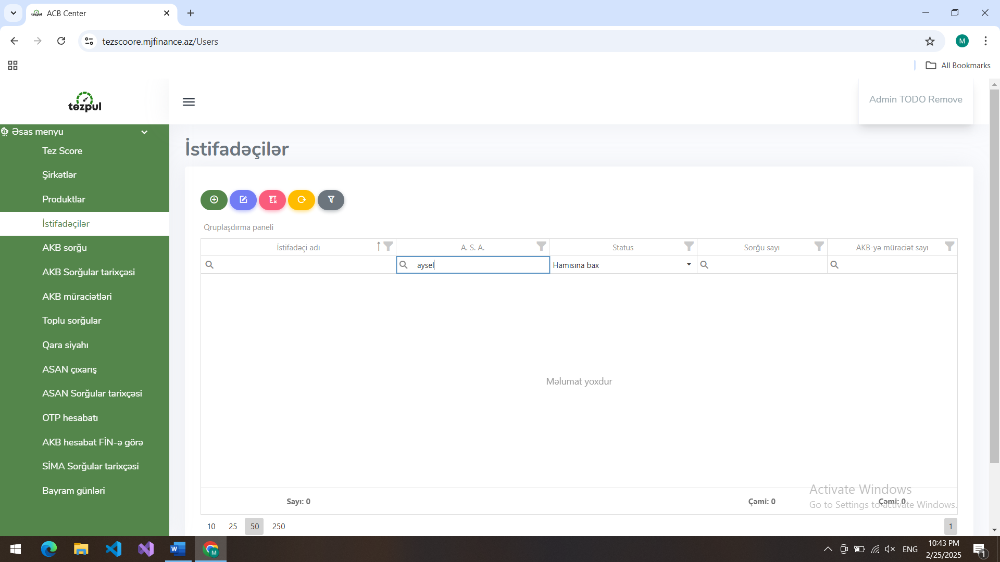 ACB Center
tezscoore.mjfinance.az/Users
M
All Bookmarks
tezpul
Admin TODO Remove
Əsas menyu
Tez Score
Şirkətlər
Produktlar
İstifadəçilər
AKB sorğu
AKB Sorğular tarixçəsi
AKB müraciətləri
Toplu sorğular
Qara siyahı
ASAN çıxarış
ASAN Sorğular tarixçəsi
OTP hesabatı
AKB hesabat FİN-ə görə
SİMA Sorğular tarixçəsi
Bayram günləri
İstifadəçilər
Qruplaşdırma paneli
İstifadəçi adı A. S. A. Status Sorğu sayı AKB-yə müraciət sayı
aysel Hamısına bax
Məlumat yoxdur
Sayı: 0 Çəmi: 0 Çəmi: 0
10 25 50 250 1
Activate Windows
Go to Settings to activate Windows.
ENG
10:43 PM
2/25/2025
1